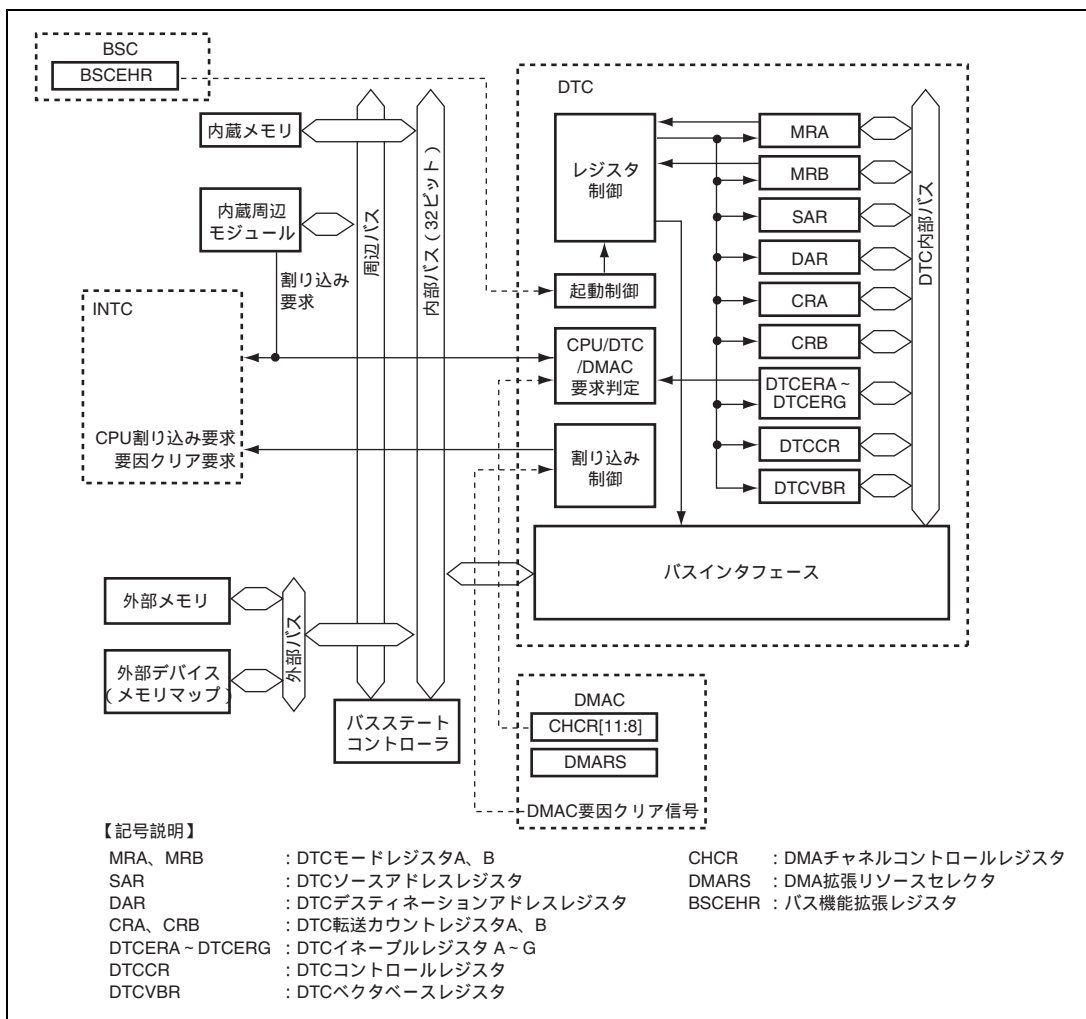 BSC
BSCEHR
DTC
内蔵メモリ
内蔵周辺
モジュール
割り込み
要求
周辺バス
内部バス（32ビット）
INTC
CPU割り込み要求
要因クリア要求
レジスタ
制御
起動制御
CPU/DTC
/DMAC
要求判定
割り込み
制御
MRA
MRB
SAR
DAR
CRA
CRB
DTCERA～
DTCERG
DTCCR
DTCVBR
DTC内部バス
バスインタフェース
外部メモリ
外部デバイス
（メモリマップ）
外部バス
バスステート
コントローラ
DMAC
CHCR[11:8]
DMARS
DMAC要因クリア信号
【記号説明】
MRA、MRB ：DTCモードレジスタA、B
SAR ：DTCソースアドレスレジスタ
DAR ：DTCデスティネーションアドレスレジスタ
CRA、CRB ：DTC転送カウントレジスタA、B
DTCERA～DTCERG ：DTCイネーブルレジスタ A～G
DTCCR ：DTCコントロールレジスタ
DTCVBR ：DTCベクタベースレジスタ
CHCR ：DMAチャネルコントロールレジスタ
DMARS ：DMA拡張リソースセレクタ
BSCEHR ：バス機能拡張レジスタ